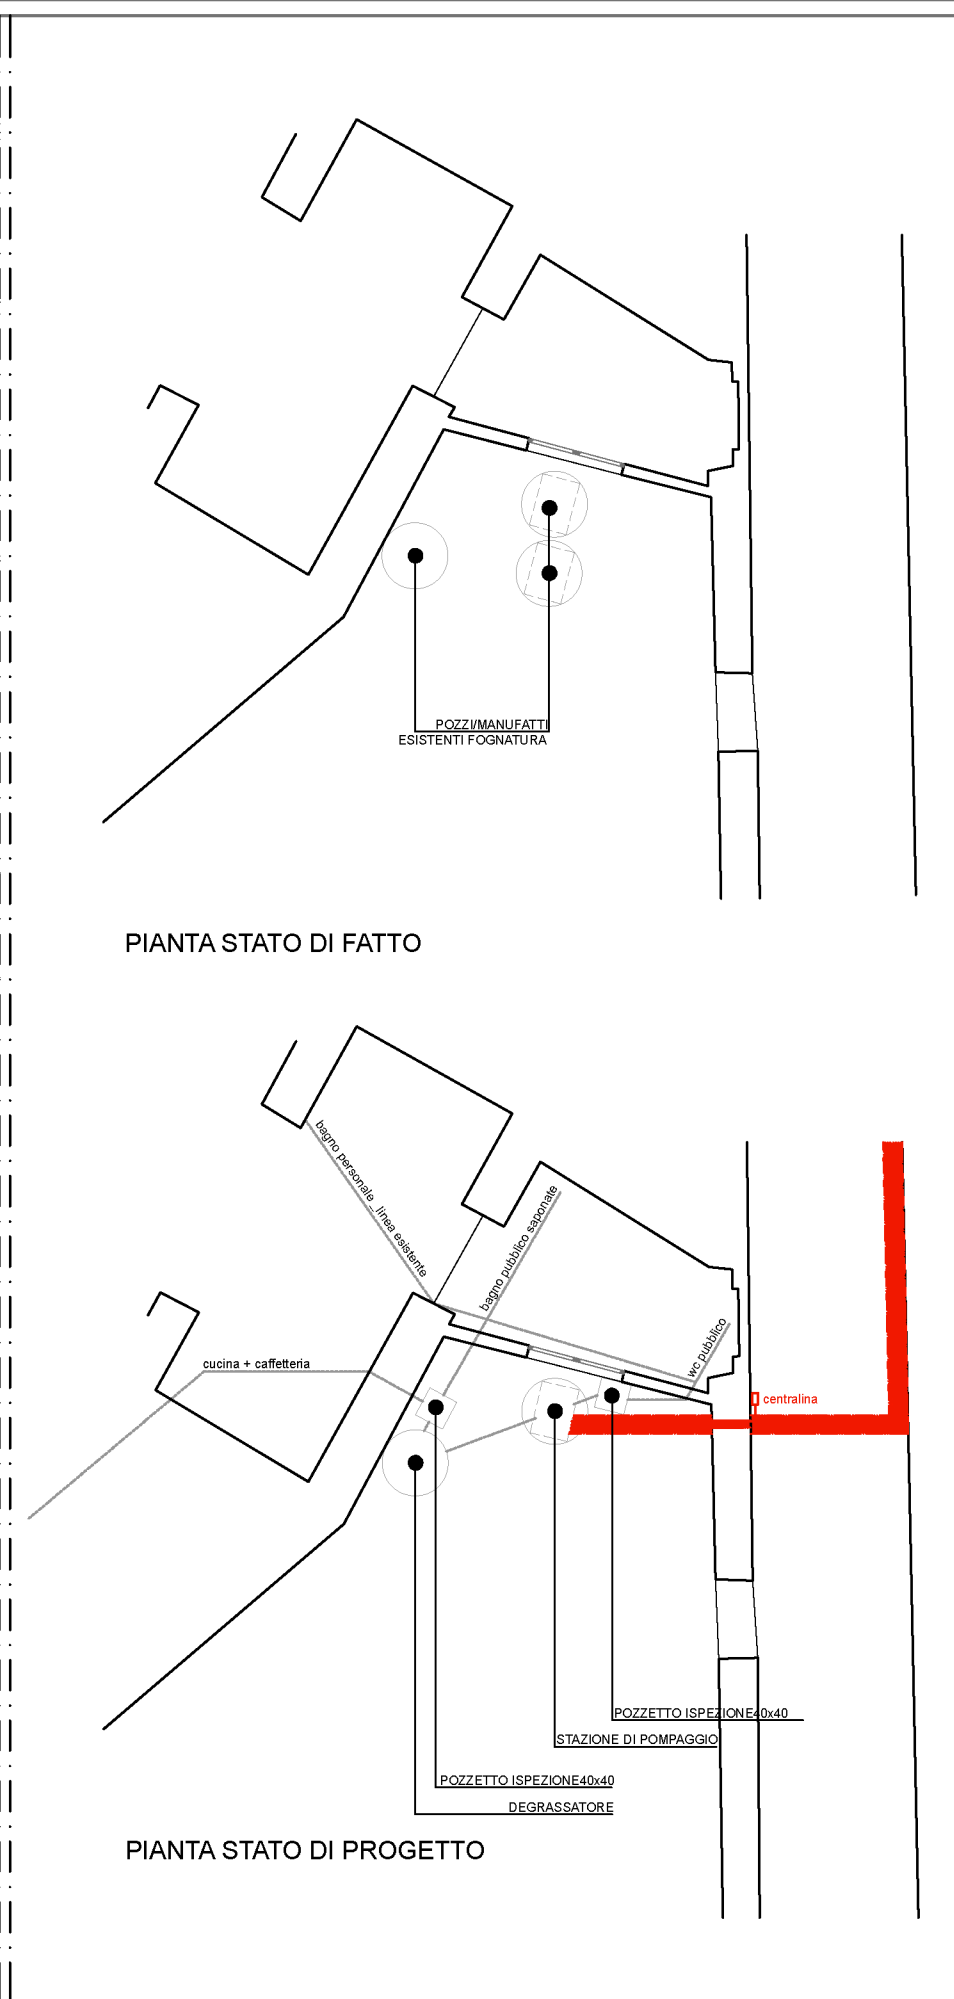 POZZI/MANUFATTI
ESISTENTI FOGNATURA
PIANTA STATO DI FATTO
bagno personale _linea esistente
bagno pubblico saponate
wc pubblico
cucina + caffetteria
centralina
POZZETTO ISPEZIONE40x40
STAZIONE DI POMPAGGIO
POZZETTO ISPEZIONE40x40
DEGRASSATORE
PIANTA STATO DI PROGETTO